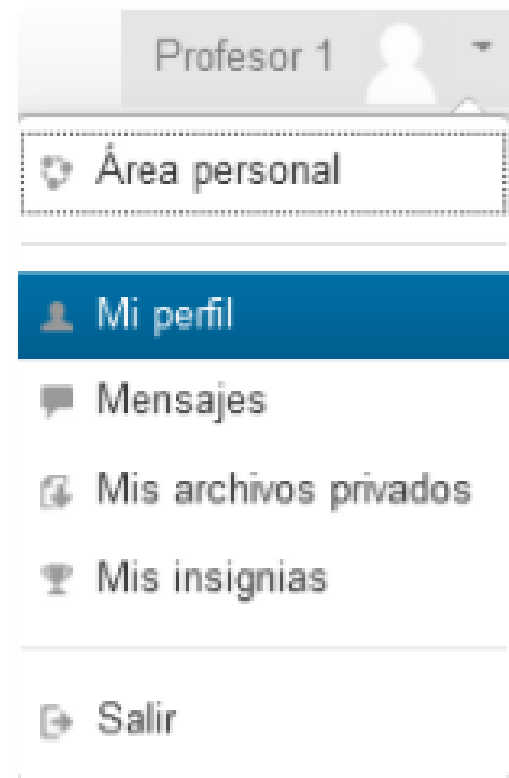 Profesor 1
Área personal
Mi perfil
Mensajes
Mis archivos privados
Mis insignias
Salir